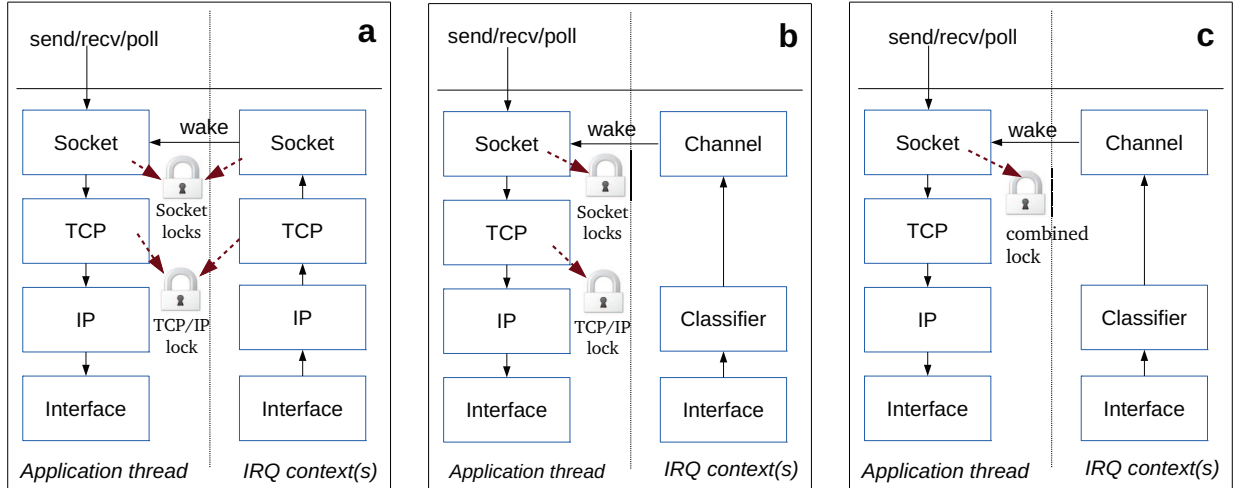 a
send/recv/poll
Socket
wake
Socket
Socket
locks
TCP
TCP
IP
TCP/IP
lock
IP
Interface
Interface
Application thread
IRQ context(s)
b
send/recv/poll
Socket
wake
Channel
Socket
locks
TCP
IP
TCP/IP
lock
Classifier
Interface
Interface
Application thread
IRQ context(s)
c
send/recv/poll
Socket
wake
Channel
TCP
combined
lock
IP
Classifier
Interface
Interface
Application thread
IRQ context(s)